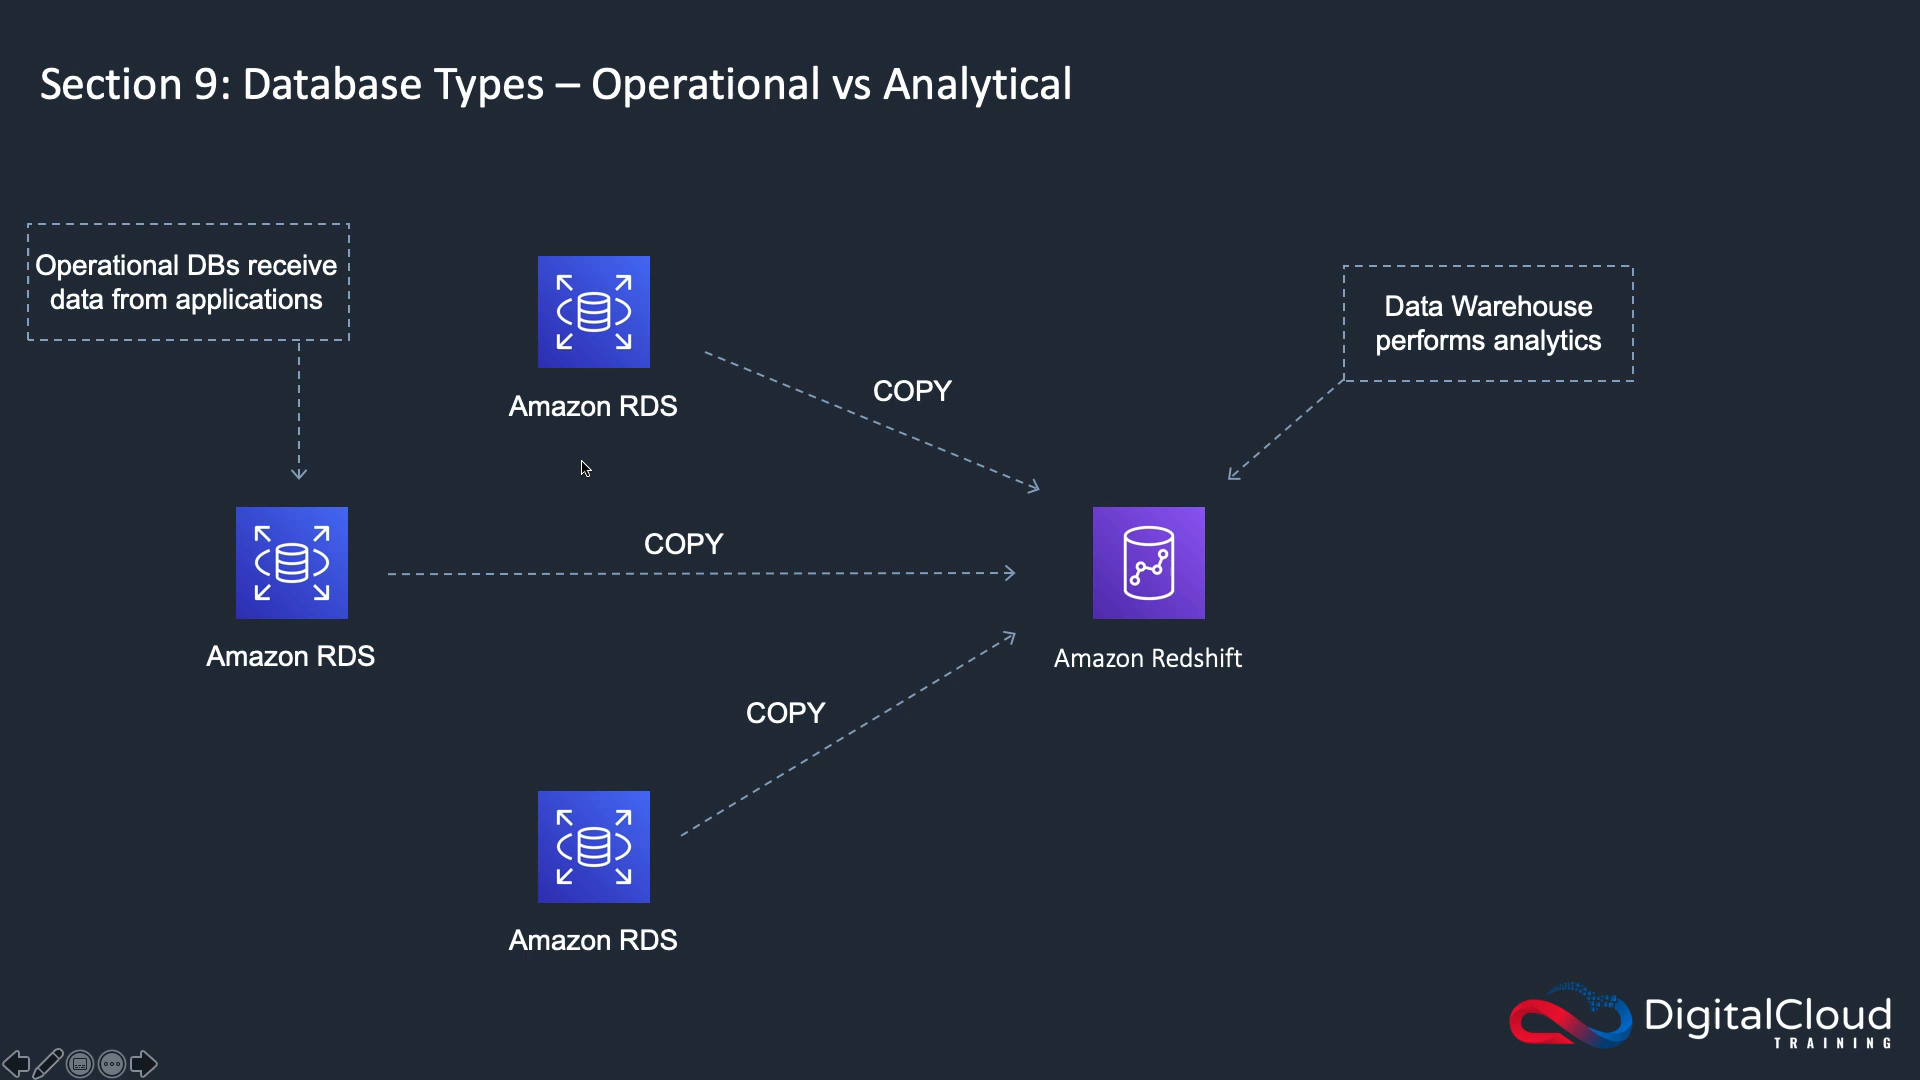 Section 9: Database Types – Operational vs Analytical
Operational DBs receive
data from applications
Amazon RDS
COPY
Data Warehouse
performs analytics
COPY
Amazon RDS
Amazon Redshift
COPY
Amazon RDS
DigitalCloud
TRAINING